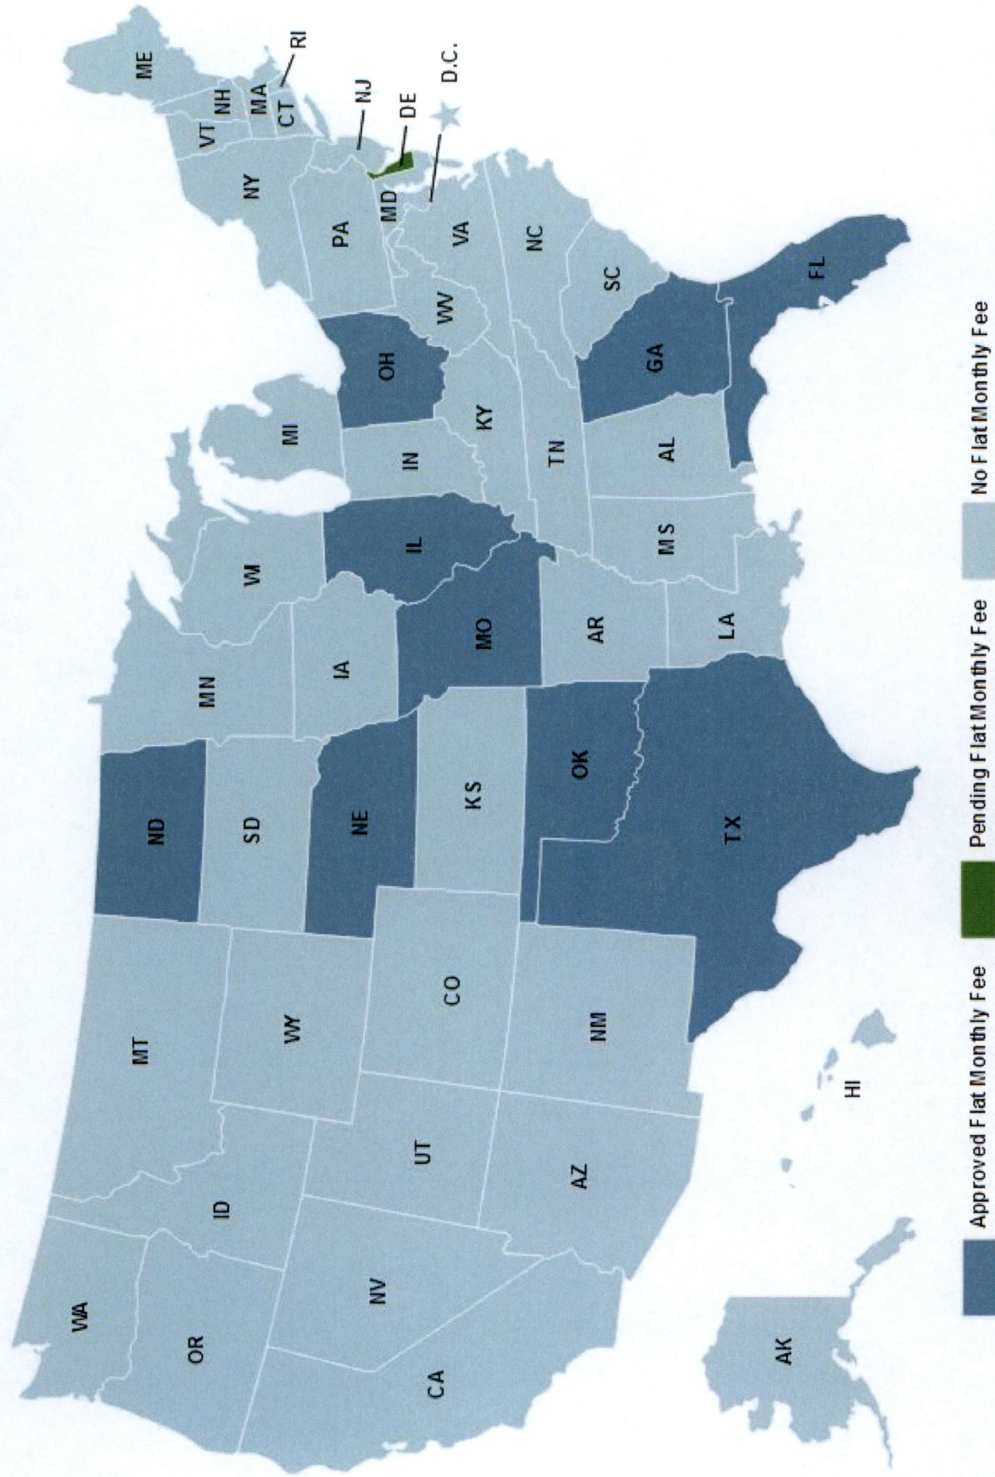 WA
MT
ND
MN
ME
VT
NH
OR
ID
SD
WI
MI
NY
MA
RI
CT
WY
IA
NE
PA
NJ
NV
UT
CO
IL
IN
OH
MD
DE
D.C.
CA
KS
MO
KY
WV
VA
AZ
NM
OK
AR
TN
NC
SC
TX
LA
MS
AL
GA
FL
AK
HI
Approved Flat Monthly Fee
Pending Flat Monthly Fee
No Flat Monthly Fee